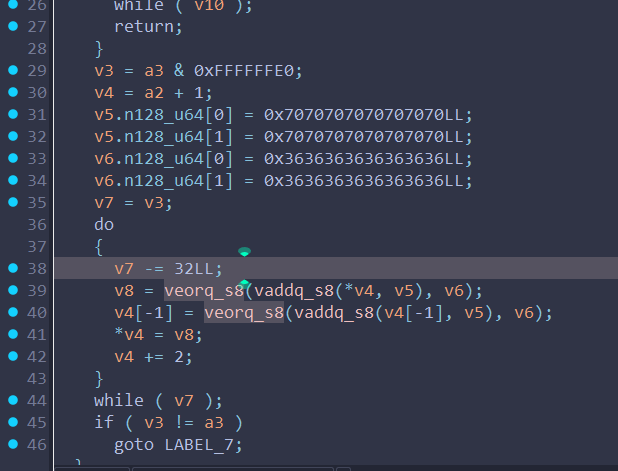 26 while ( v10 );
27 return;
28 }
29 v3 = a3 & 0xFFFFFFE0;
30 v4 = a2 + 1;
31 v5.n128_u64[0] = 0x7070707070707070LL;
32 v5.n128_u64[1] = 0x7070707070707070LL;
33 v6.n128_u64[0] = 0x3636363636363636LL;
34 v6.n128_u64[1] = 0x3636363636363636LL;
35 v7 = v3;
36 do
37 {
38 v7 -= 32LL;
39 v8 = veorq_s8(vaddq_s8(*v4, v5), v6);
40 v4[-1] = veorq_s8(vaddq_s8(v4[-1], v5), v6);
41 *v4 = v8;
42 v4 += 2;
43 }
44 while ( v7 );
45 if ( v3 != a3 )
46 goto LABEL_7;